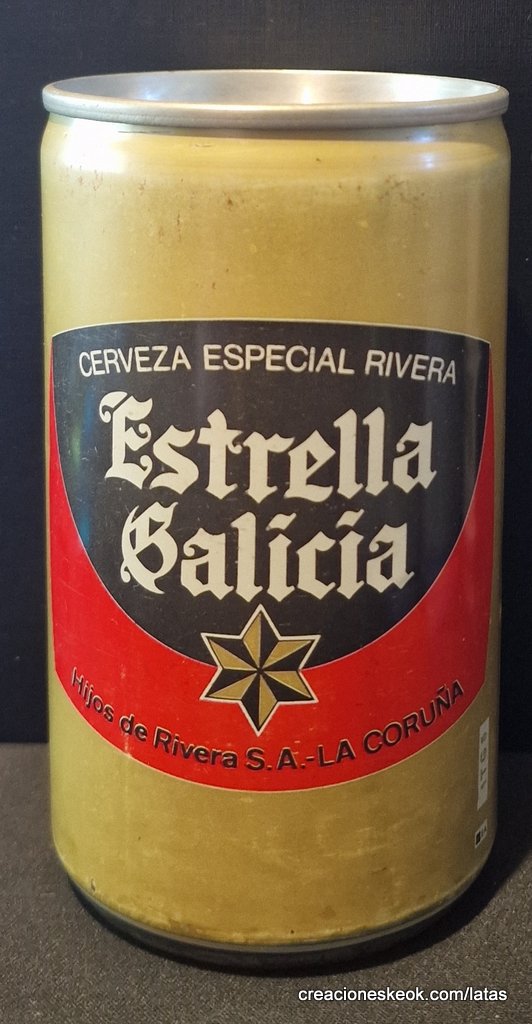 CERVEZA ESPECIAL RIVERA
Estrella
Galicia
Hijos de Rivera S.A.-LA CORUÑA
creacioneskeok.com/latas